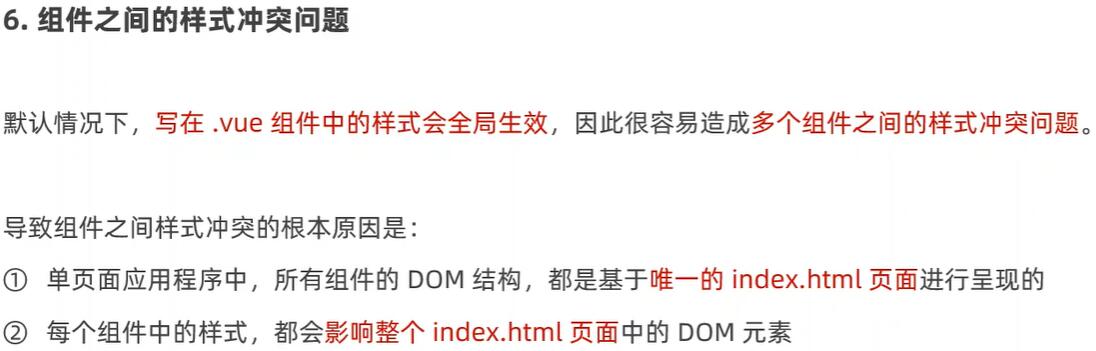 6. 组件之间的样式冲突问题
默认情况下，写在 .vue 组件中的样式会全局生效，因此很容易造成多个组件之间的样式冲突问题。
导致组件之间样式冲突的根本原因是：
① 单页面应用程序中，所有组件的 DOM 结构，都是基于唯一的 index.html 页面进行呈现的
② 每个组件中的样式，都会影响整个 index.html 页面中的 DOM 元素